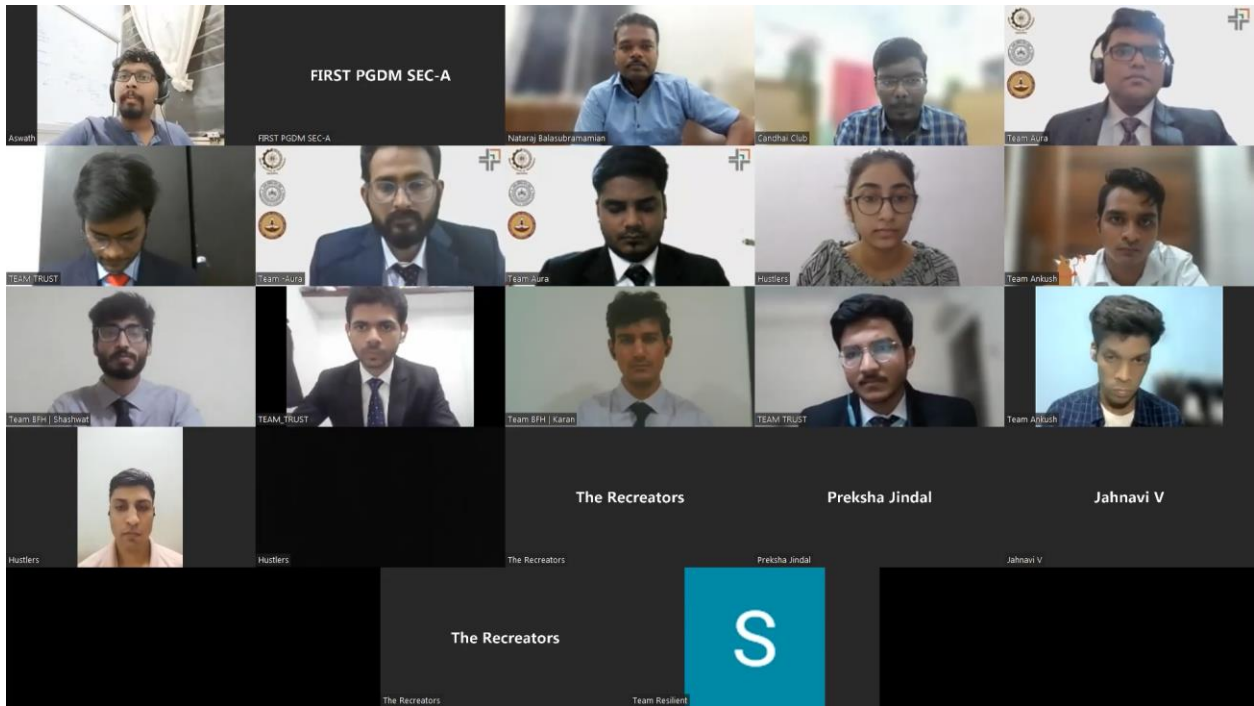 Aswath
FIRST PGDM SEC-A
FIRST PGDM SEC-A
Nataraj Balasubramamian
Candhai Club
Team Aura
TEAM TRUST
Team -Aura
Team Aura
Hustlers
Team Ankush
Team BFH | Shashwat
TEAM_TRUST
Team BFH | Karan
TEAM TRUST
Team Ankush
Hustlers
Hustlers
The Recreators
The Recreators
Preksha Jindal
Preksha Jindal
Jahnavi V
Jahnavi V
The Recreators
The Recreators
S
Team Resilient